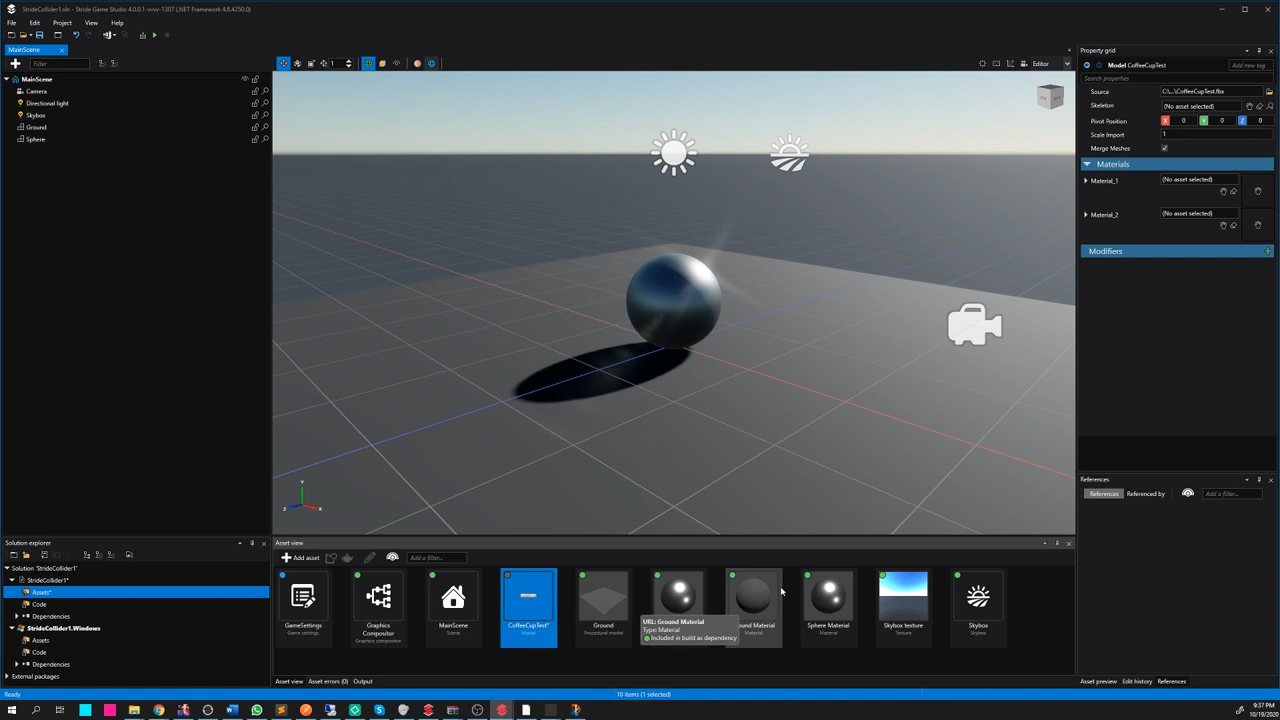 StrideCollider1.sln - Stride Game Studio 4.0.0.1-vvvv-1307 (.NET Framework 4.8.4250.0)
File Edit Project View Help
MainScene
Filter
MainScene
Camera
Directional light
Skybox
Ground
Sphere
1
Editor
Property grid
Model CoffeeCupTest
Add new tag
Search properties
Source C:\...\CoffeeCupTest.fbx
Skeleton (No asset selected)
Pivot Position X 0 Y 0 Z 0
Scale Import 1
Merge Meshes
Materials
Material_1 (No asset selected)
Material_2 (No asset selected)
Modifiers
Y
Z X
References
References Referenced by Add a filter...
Solution explorer
Solution 'StrideCollider1'
StrideCollider1*
Assets*
Code
Dependencies
StrideCollider1.Windows
Assets
Code
Dependencies
External packages
Asset view
Add asset Add a filter...
GameSettings
Game settings
Graphics Compositor
Graphics compositor
MainScene
Scene
CoffeeCupTest*
Model
Ground
Procedural model
URL: Ground Material
Type: Material
Included in build as dependency
und Material
Material
Sphere Material
Material
Skybox texture
Texture
Skybox
Skybox
Asset view Asset errors (0) Output
Asset preview Edit history References
Ready
10 items (1 selected)
9:37 PM
10/19/2020